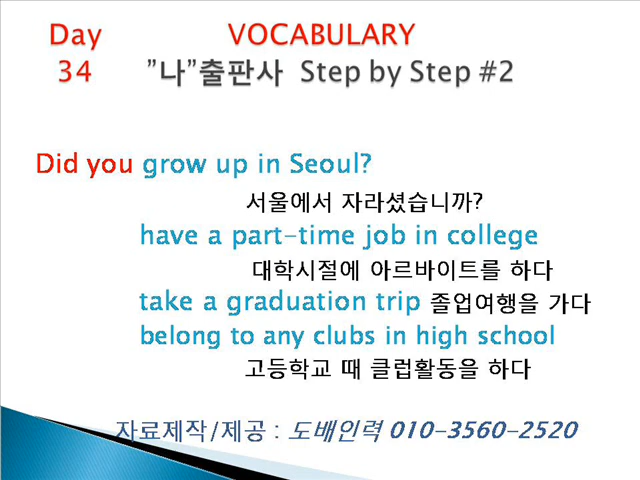 Day VOCABULARY
34 ”나”출판사 Step by Step #2
Did you grow up in Seoul?
서울에서 자라셨습니까?
have a part-time job in college
대학시절에 아르바이트를 하다
take a graduation trip 졸업여행을 가다
belong to any clubs in high school
고등학교 때 클럽활동을 하다
자료제작/제공 : 도배인력 010-3560-2520